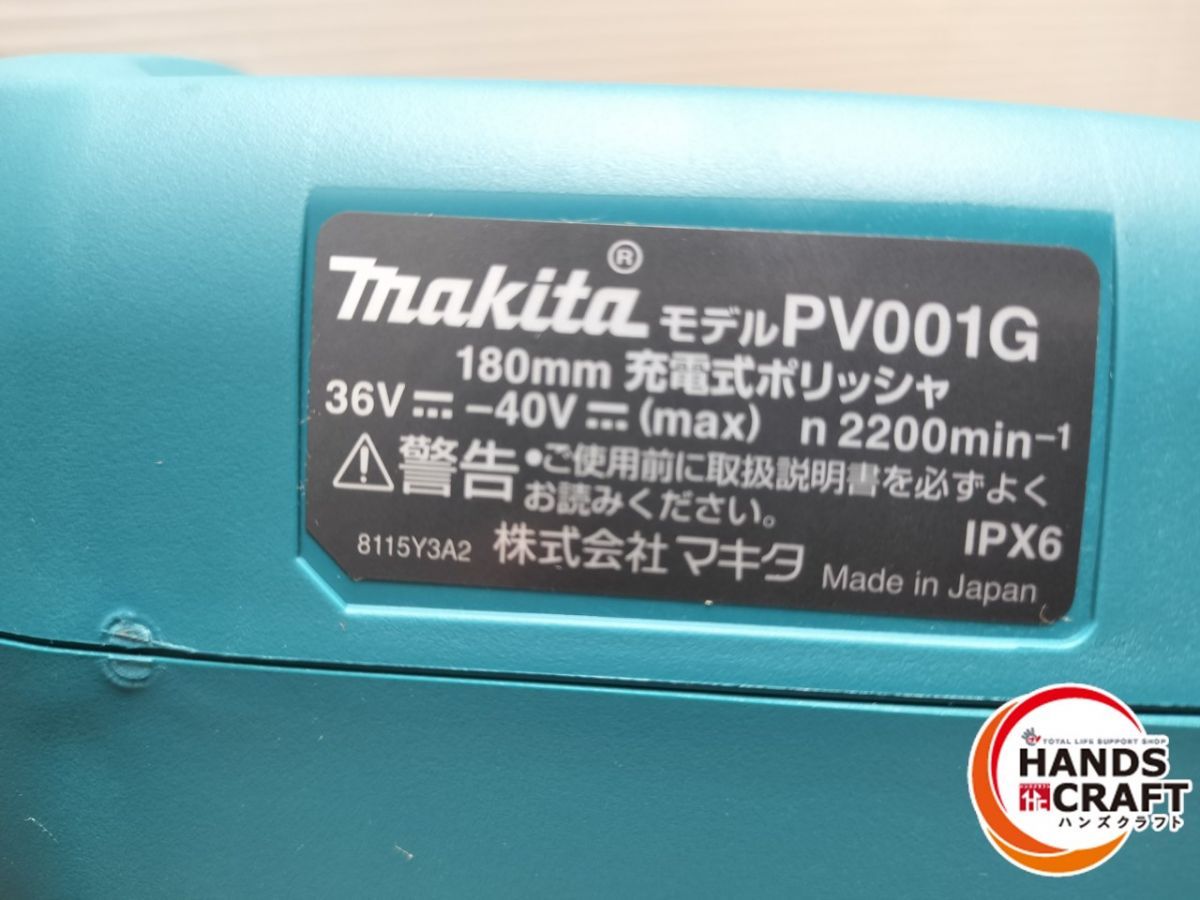 makita® モデルPV001G
180mm 充電式ポリッシャ
36V⎓-40V⎓(max) n 2200min-1
⚠警告 •ご使用前に取扱説明書を必ずよく
お読みください。
IPX6
8115Y3A2 株式会社マキタ Made in Japan
TOTAL LIFE SUPPORT SHOP
HANDS
CRAFT
ハンズクラフト